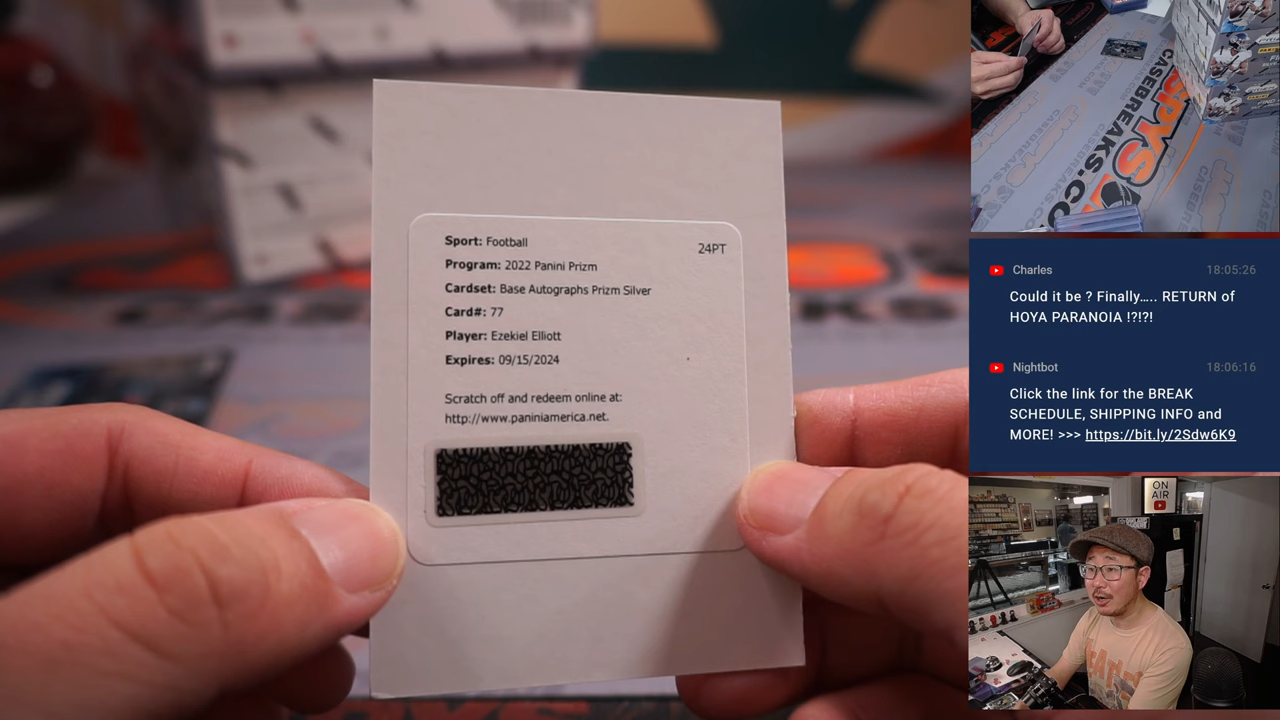 Sport: Football
24PT
Program: 2022 Panini Prizm
Cardset: Base Autographs Prizm Silver
Card#: 77
Player: Ezekiel Elliott
Expires: 09/15/2024
Scratch off and redeem online at:
http://www.paniniamerica.net.
CASEBREAKS.CO
Charles
18:05:26
Could it be ? Finally..... RETURN of
HOYA PARANOIA !?!?!
Nightbot
18:06:16
Click the link for the BREAK
SCHEDULE, SHIPPING INFO and
MORE! >>> https://bit.ly/2Sdw6K9
ON
AIR